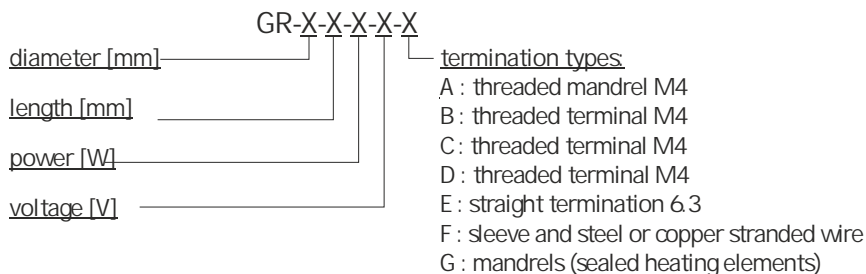 GR-X-X-X-X-X
diameter [mm]
length [mm]
power [W]
voltage [V]
termination types:
A : threaded mandrel M4
B : threaded terminal M4
C : threaded terminal M4
D : threaded terminal M4
E : straight termination 6.3
F : sleeve and steel or copper stranded wire
G : mandrels (sealed heating elements)